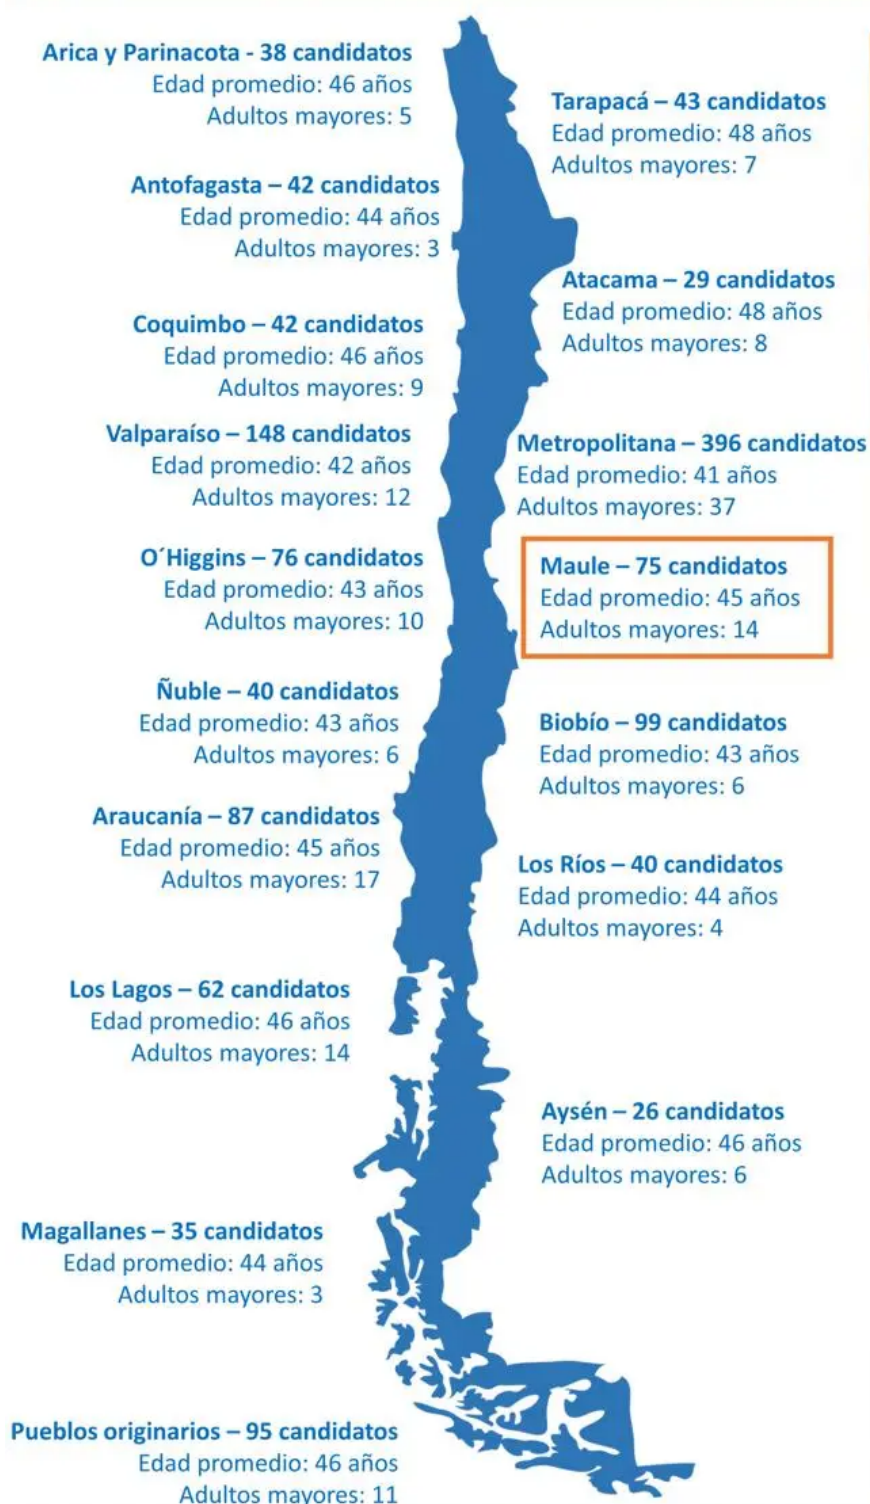 Arica y Parinacota - 38 candidatos
Edad promedio: 46 años
Adultos mayores: 5
Tarapacá – 43 candidatos
Edad promedio: 48 años
Adultos mayores: 7
Antofagasta – 42 candidatos
Edad promedio: 44 años
Adultos mayores: 3
Atacama – 29 candidatos
Edad promedio: 48 años
Adultos mayores: 8
Coquimbo – 42 candidatos
Edad promedio: 46 años
Adultos mayores: 9
Valparaíso – 148 candidatos
Edad promedio: 42 años
Adultos mayores: 12
Metropolitana – 396 candidatos
Edad promedio: 41 años
Adultos mayores: 37
O´Higgins – 76 candidatos
Edad promedio: 43 años
Adultos mayores: 10
Maule – 75 candidatos
Edad promedio: 45 años
Adultos mayores: 14
Ñuble – 40 candidatos
Edad promedio: 43 años
Adultos mayores: 6
Biobío – 99 candidatos
Edad promedio: 43 años
Adultos mayores: 6
Araucanía – 87 candidatos
Edad promedio: 45 años
Adultos mayores: 17
Los Ríos – 40 candidatos
Edad promedio: 44 años
Adultos mayores: 4
Los Lagos – 62 candidatos
Edad promedio: 46 años
Adultos mayores: 14
Aysén – 26 candidatos
Edad promedio: 46 años
Adultos mayores: 6
Magallanes – 35 candidatos
Edad promedio: 44 años
Adultos mayores: 3
Pueblos originarios – 95 candidatos
Edad promedio: 46 años
Adultos mayores: 11